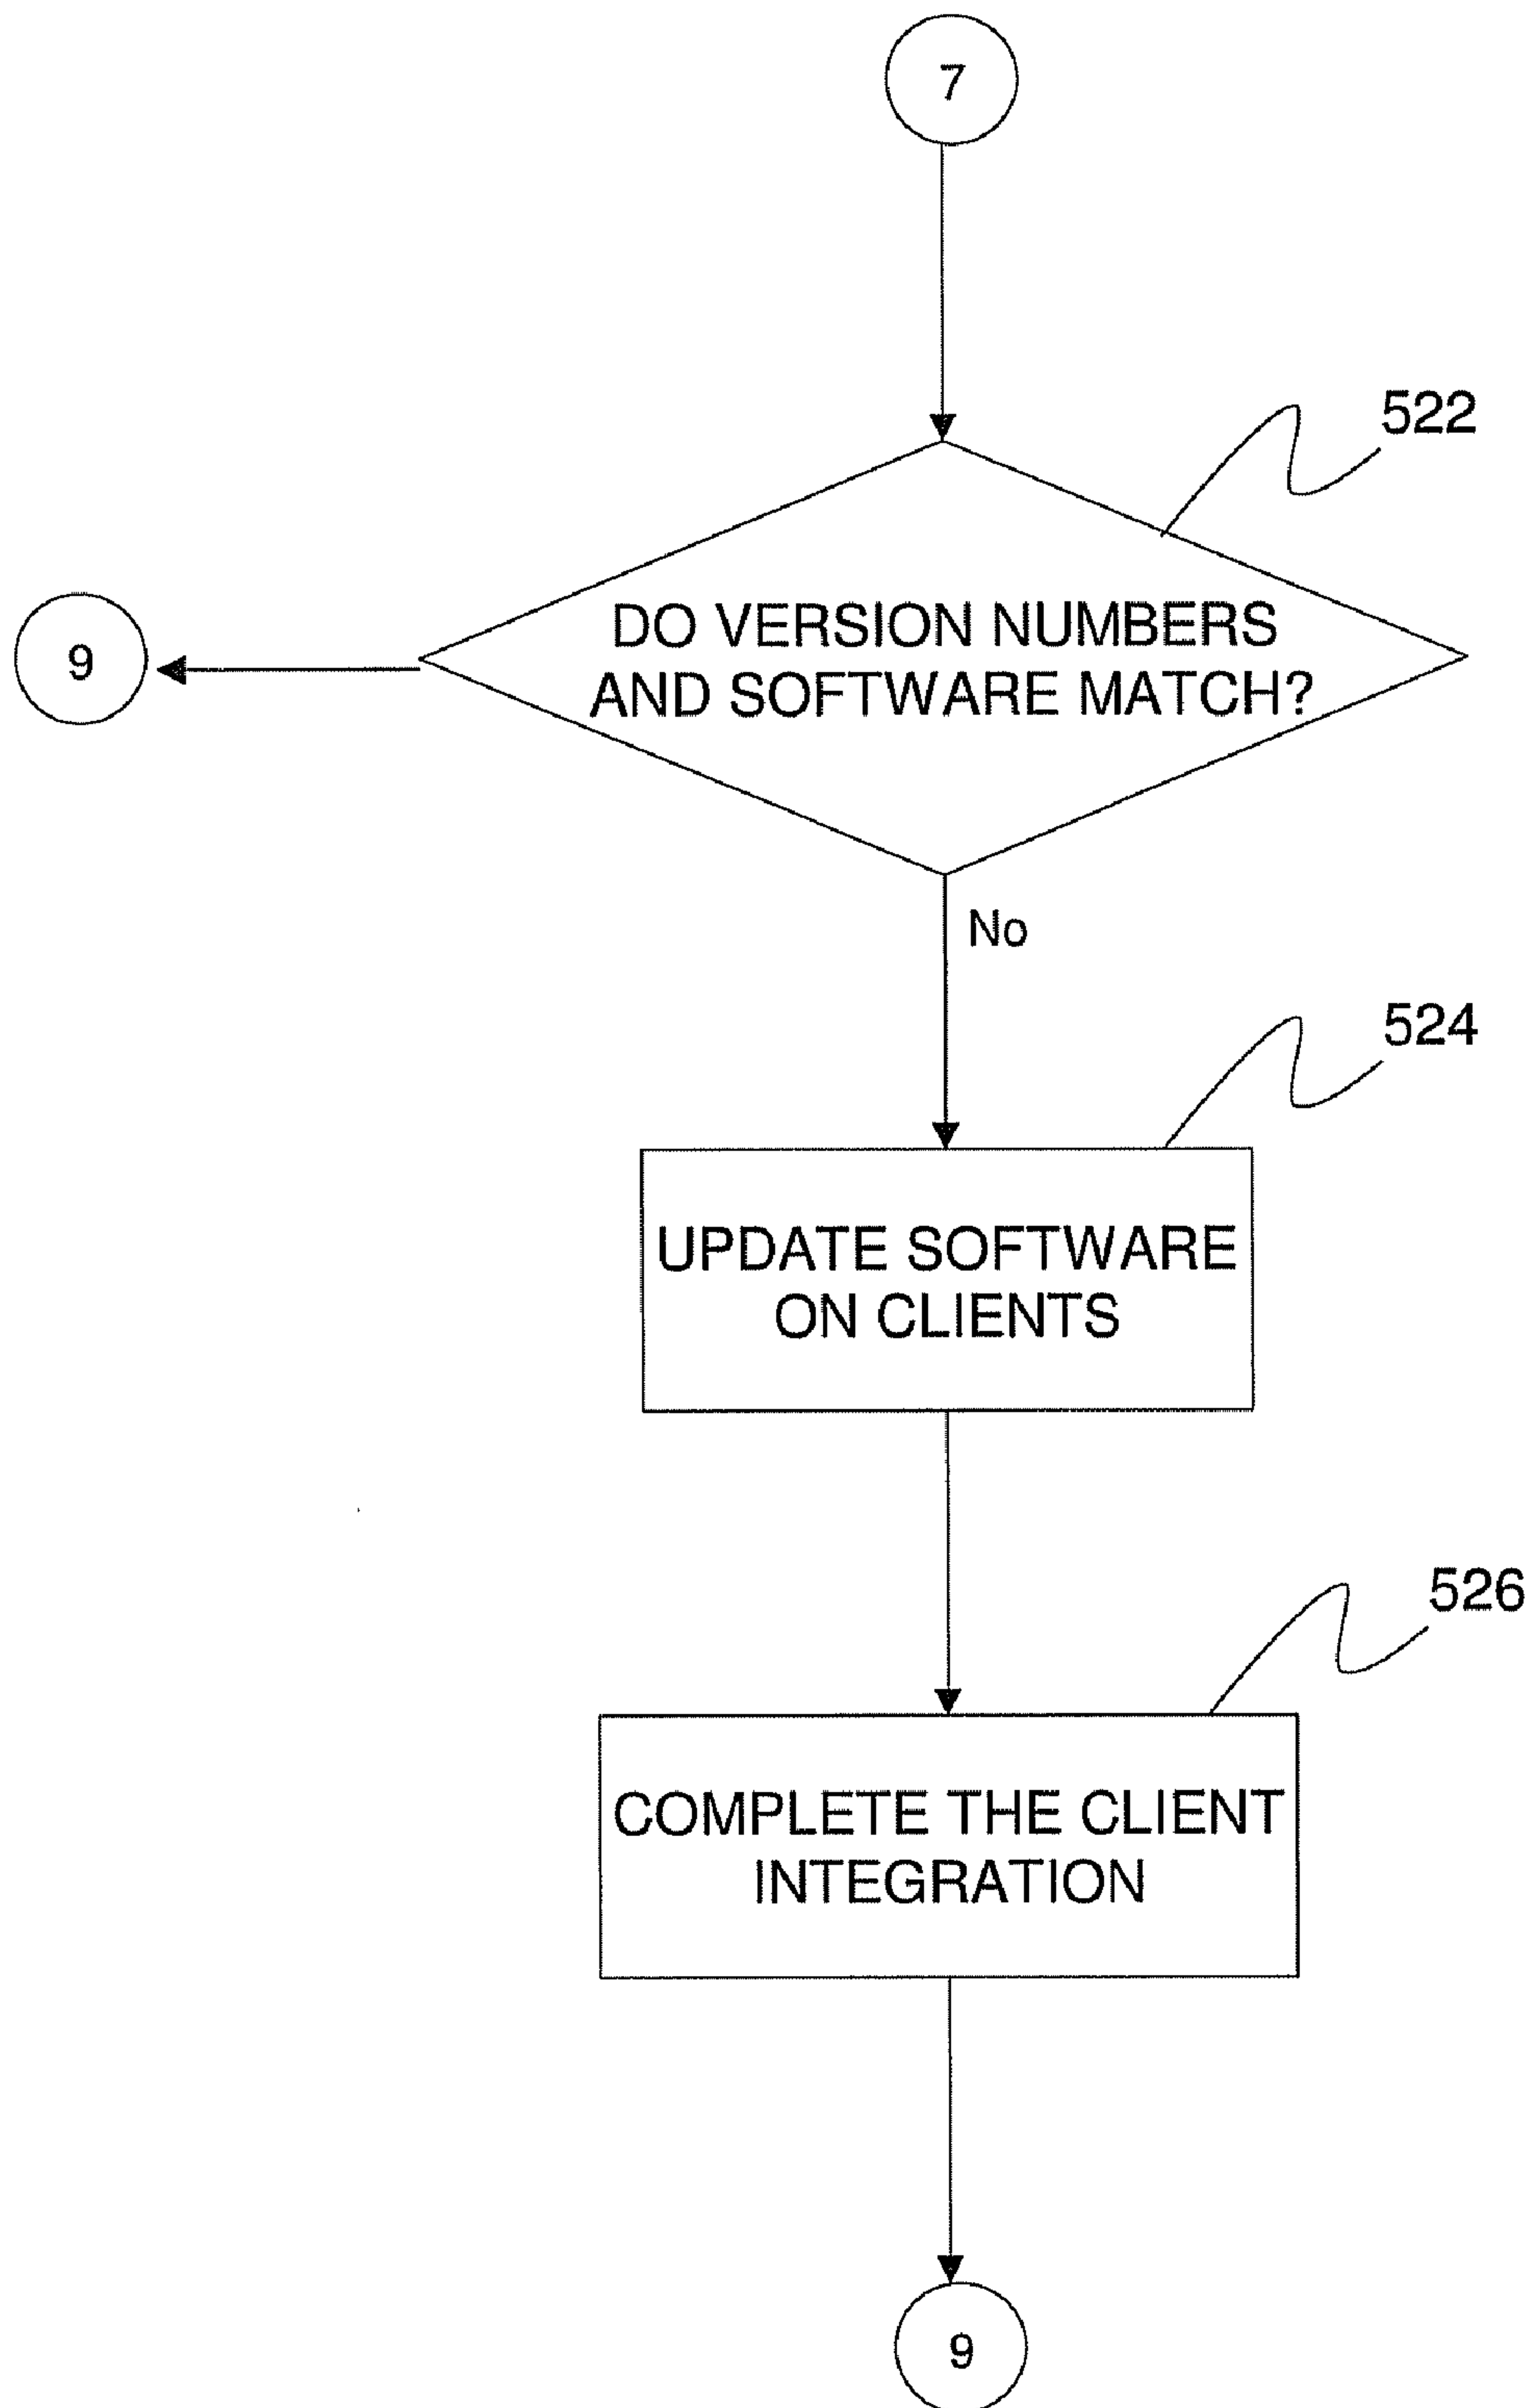 7
522
DO VERSION NUMBERS
AND SOFTWARE MATCH?
9
No
524
UPDATE SOFTWARE
ON CLIENTS
526
COMPLETE THE CLIENT
INTEGRATION
9